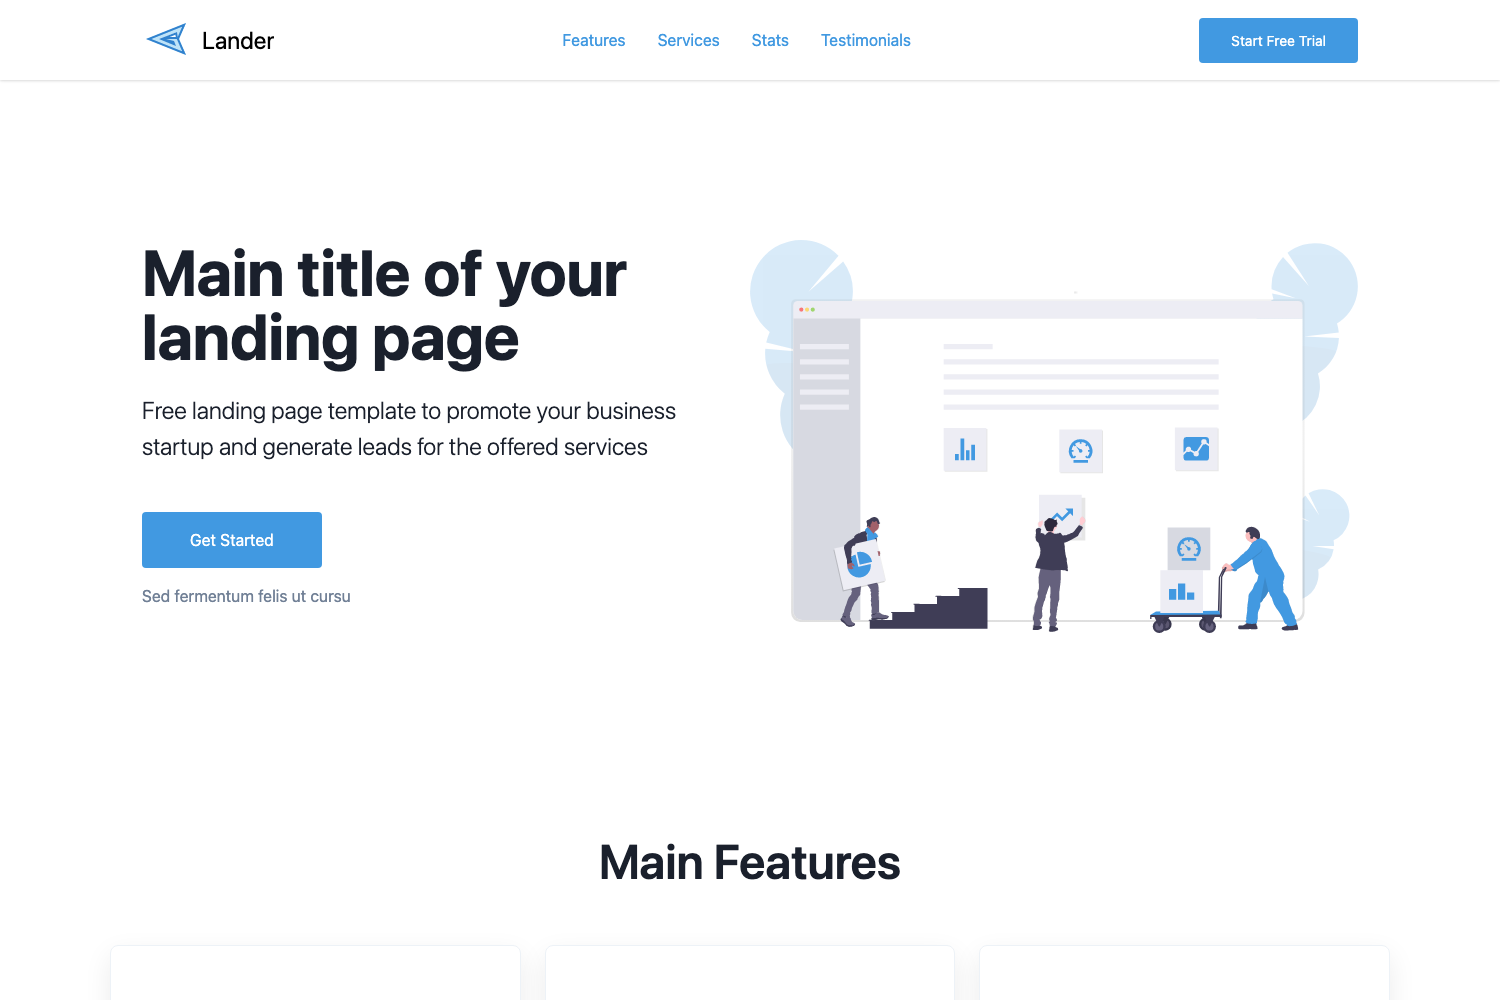 Lander
Features
Services
Stats
Testimonials
Start Free Trial
Main title of your
landing page
Free landing page template to promote your business
startup and generate leads for the offered services
Get Started
Sed fermentum felis ut cursu
Main Features